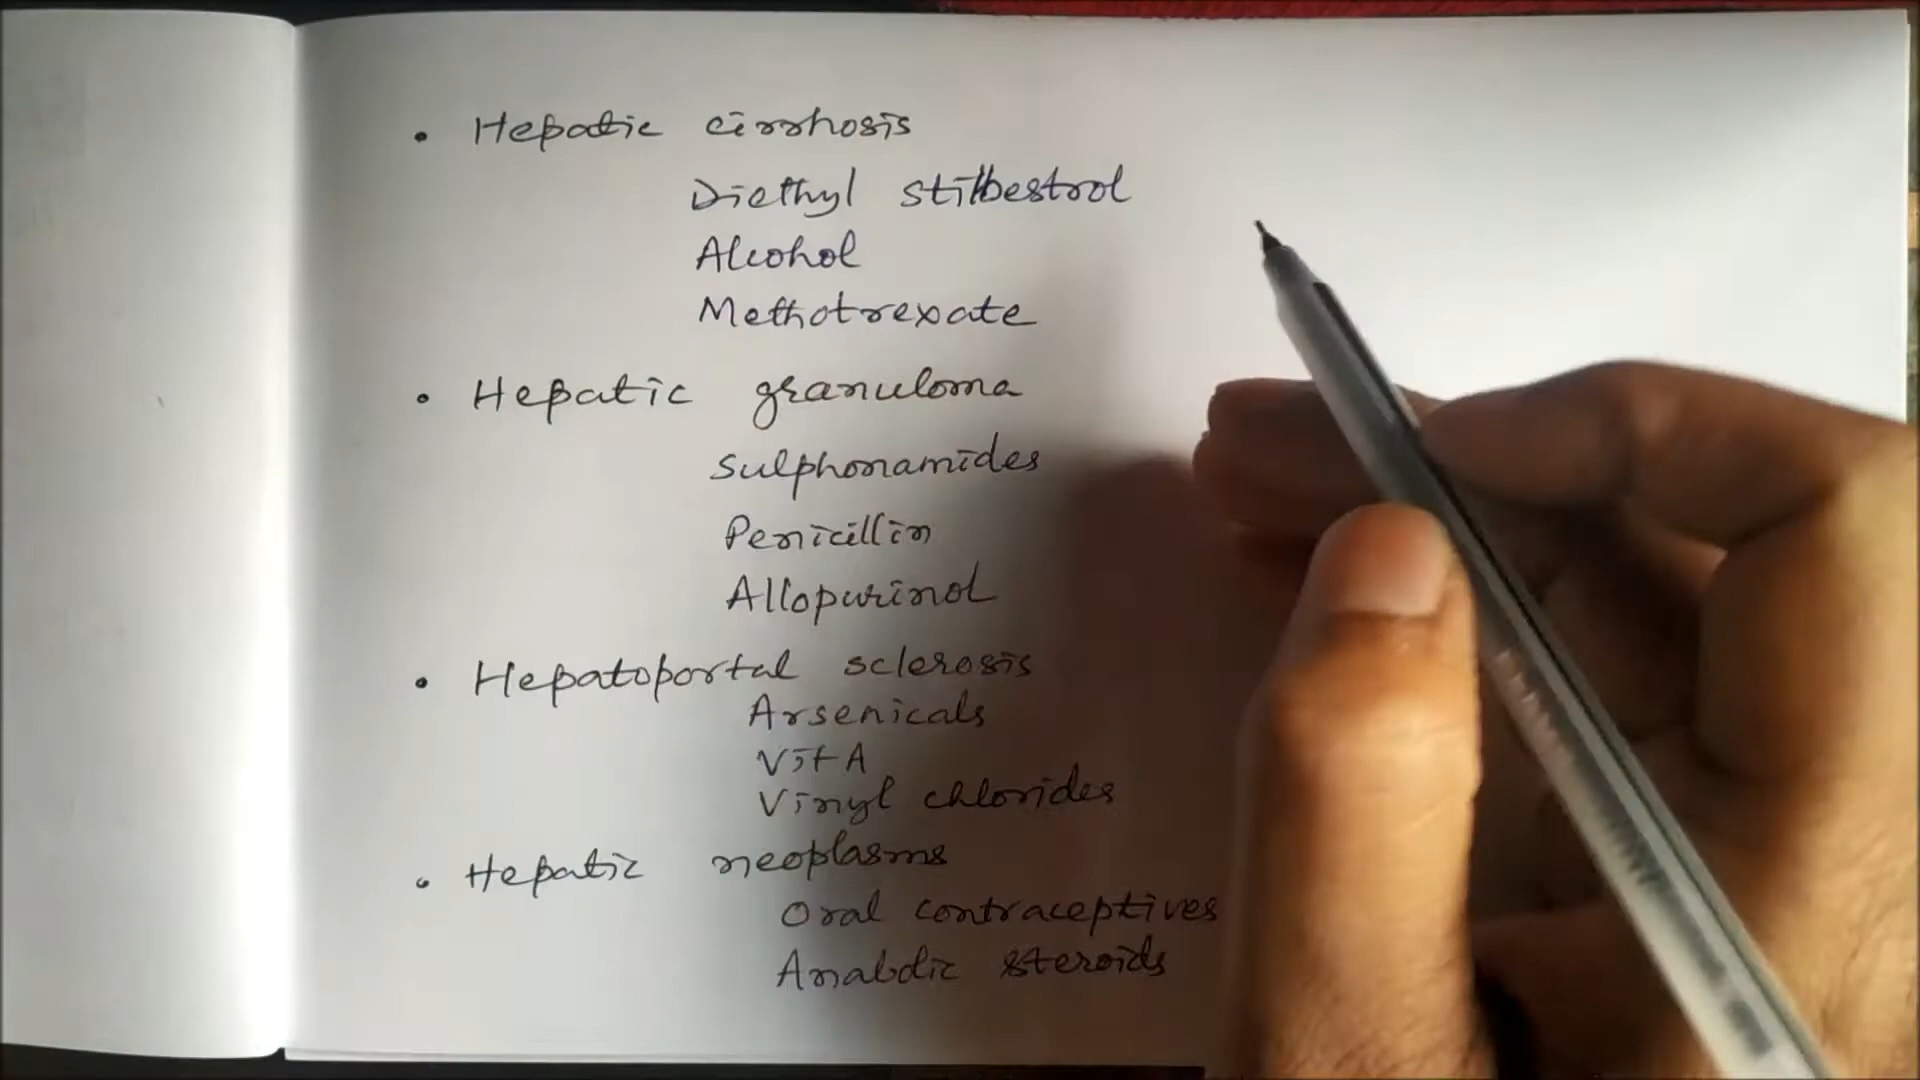 • Hepatic cirrhosis
Diethyl stilbestrol
Alcohol
Methotrexate
• Hepatic granuloma
Sulphonamides
Penicillin
Allopurinol
• Hepatoportal sclerosis
Arsenicals
Vit A
Vinyl chlorides
• Hepatic neoplasms
Oral contraceptives
Anabolic steroids